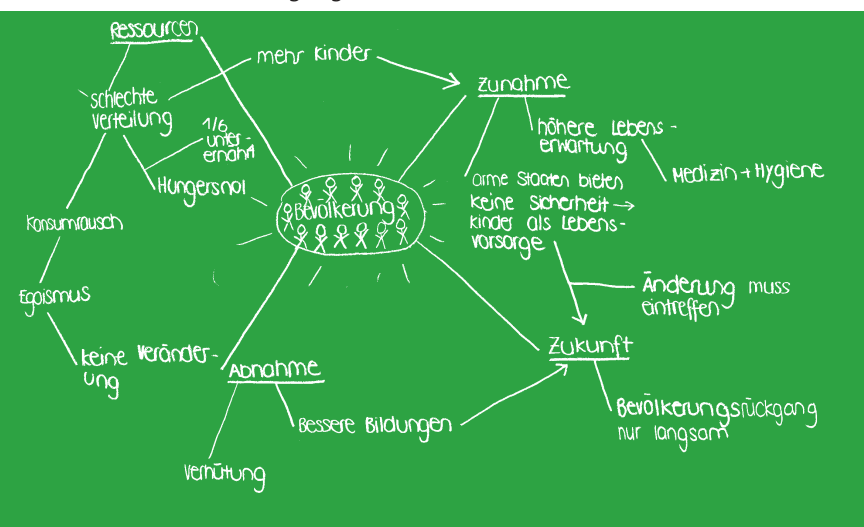 Ressourcen
schlechte
verteilung
1/6
unter-
ernährt
Hungersnot
Konsumrausch
Egoismus
keine Veränder-
ung
mehr Kinder
Zunahme
höhere Lebens-
erwartung
Medizin + Hygiene
arme Staaten bieten
keine Sicherheit →
kinder als Lebens-
vorsorge
Bevölkerung
Änderung muss
eintreffen
Zukunft
Bevölkerungsrückgang
nur langsam
Abnahme
Bessere Bildungen
Verhütung